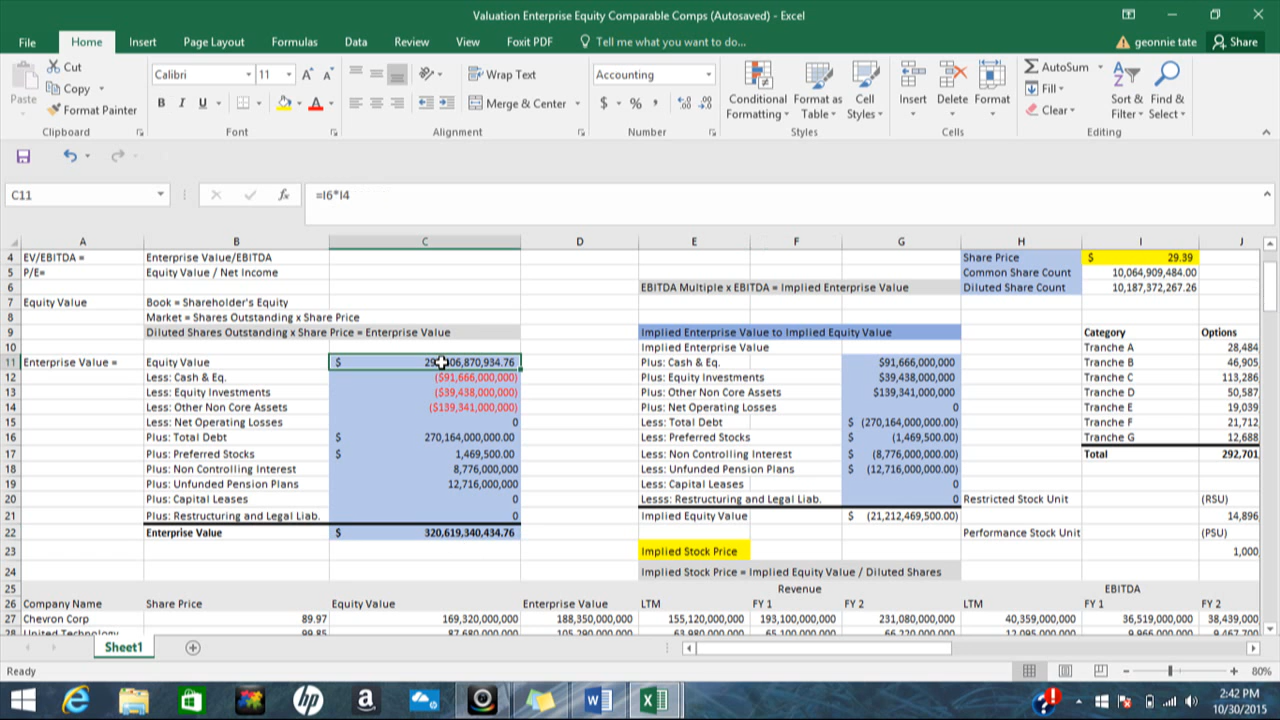 Valuation Enterprise Equity Comparable Comps (Autosaved) - Excel
File Home Insert Page Layout Formulas Data Review View Foxit PDF Tell me what you want to do... geonnie tate Share
Paste Cut Copy Format Painter
Calibri 11 A A Wrap Text Accounting
B I U A Merge & Center $ % ,
Conditional Formatting Format as Table Cell Styles Insert Delete Format
AutoSum Fill Clear Sort & Filter Find & Select
Clipboard Font Alignment Number Styles Cells Editing
C11 fx =I6*I4
A B C D E F G H I J
4 EV/EBITDA = Enterprise Value/EBITDA Share Price $ 29.39
5 P/E= Equity Value / Net Income Common Share Count 10,064,909,484.00
6 EBITDA Multiple x EBITDA = Implied Enterprise Value Diluted Share Count 10,187,372,267.26
7 Equity Value Book = Shareholder's Equity
8 Market = Shares Outstanding x Share Price
9 Diluted Shares Outstanding x Share Price = Enterprise Value Implied Enterprise Value to Implied Equity Value Category Options
10 Implied Enterprise Value Tranche A 28,484
11 Enterprise Value = Equity Value $ Plus: Cash & Eq. $91,666,000,000 Tranche B 46,905
12 Less: Cash & Eq. ($91,666,000,000) Plus: Equity Investments $39,438,000,000 Tranche C 113,286
13 Less: Equity Investments ($39,438,000,000) Plus: Other Non Core Assets $139,341,000,000 Tranche D 50,587
14 Less: Other Non Core Assets ($139,341,000,000) Plus: Net Operating Losses 0 Tranche E 19,039
15 Less: Net Operating Losses 0 Less: Total Debt $ (270,164,000,000.00) Tranche F 21,712
16 Plus: Total Debt $ 270,164,000,000.00 Less: Preferred Stocks $ (1,469,500.00) Tranche G 12,688
17 Plus: Preferred Stocks $ 1,469,500.00 Less: Non Controlling Interest $ (8,776,000,000.00) Total 292,701
18 Plus: Non Controlling Interest 8,776,000,000 Less: Unfunded Pension Plans $ (12,716,000,000.00)
19 Plus: Unfunded Pension Plans 12,716,000,000 Less: Capital Leases 0
20 Plus: Capital Leases 0 Lesss: Restructuring and Legal Liab. 0 Restricted Stock Unit (RSU)
21 Plus: Restructuring and Legal Liab. 0 Implied Equity Value $ (21,212,469,500.00) 14,896
22 Enterprise Value $ 320,619,340,434.76 Performance Stock Unit (PSU)
23 Implied Stock Price 1,000
24 Implied Stock Price = Implied Equity Value / Diluted Shares
25 Revenue EBITDA
26 Company Name Share Price Equity Value Enterprise Value LTM FY 1 FY 2 LTM FY 1 FY 2
27 Chevron Corp 89.97 169,320,000,000 188,350,000,000 155,120,000,000 193,100,000,000 231,080,000,000 40,359,000,000 36,519,000,000 38,439,000
Sheet1
Ready 80%
hp a W X 2:42 PM
10/30/2015